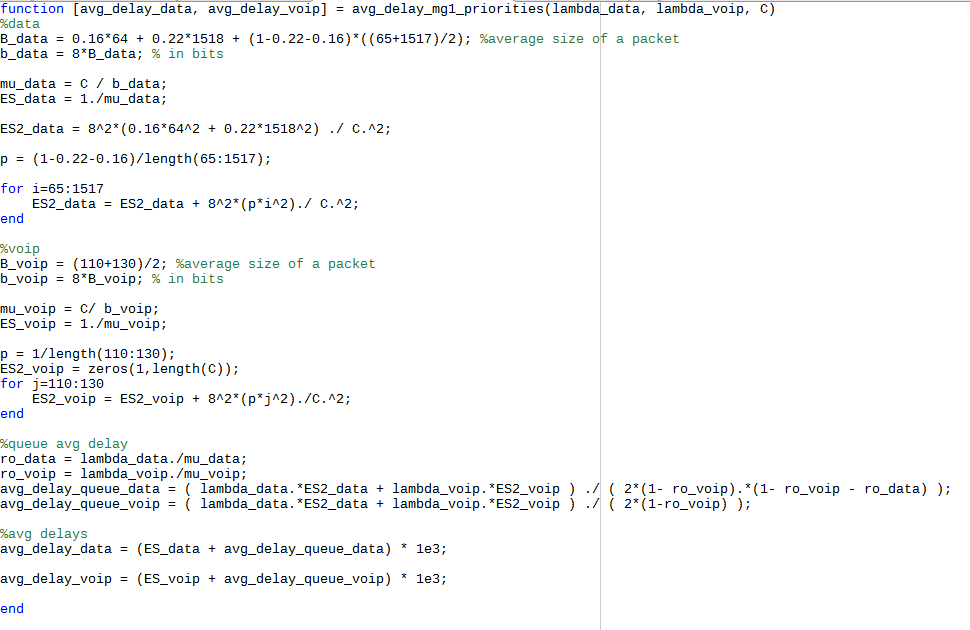 function [avg_delay_data, avg_delay_voip] = avg_delay_mg1_priorities(lambda_data, lambda_voip, C)
%data
B_data = 0.16*64 + 0.22*1518 + (1-0.22-0.16)*((65+1517)/2); %average size of a packet
b_data = 8*B_data; % in bits
mu_data = C / b_data;
ES_data = 1./mu_data;
ES2_data = 8^2*(0.16*64^2 + 0.22*1518^2) ./ C.^2;
p = (1-0.22-0.16)/length(65:1517);
for i=65:1517
    ES2_data = ES2_data + 8^2*(p*i^2)./ C.^2;
end
%voip
B_voip = (110+130)/2; %average size of a packet
b_voip = 8*B_voip; % in bits
mu_voip = C/ b_voip;
ES_voip = 1./mu_voip;
p = 1/length(110:130);
ES2_voip = zeros(1,length(C));
for j=110:130
    ES2_voip = ES2_voip + 8^2*(p*j^2)./C.^2;
end
%queue avg delay
ro_data = lambda_data./mu_data;
ro_voip = lambda_voip./mu_voip;
avg_delay_queue_data = ( lambda_data.*ES2_data + lambda_voip.*ES2_voip ) ./ ( 2*(1- ro_voip).*(1- ro_voip - ro_data) );
avg_delay_queue_voip = ( lambda_data.*ES2_data + lambda_voip.*ES2_voip ) ./ ( 2*(1-ro_voip) );
%avg delays
avg_delay_data = (ES_data + avg_delay_queue_data) * 1e3;
avg_delay_voip = (ES_voip + avg_delay_queue_voip) * 1e3;
end